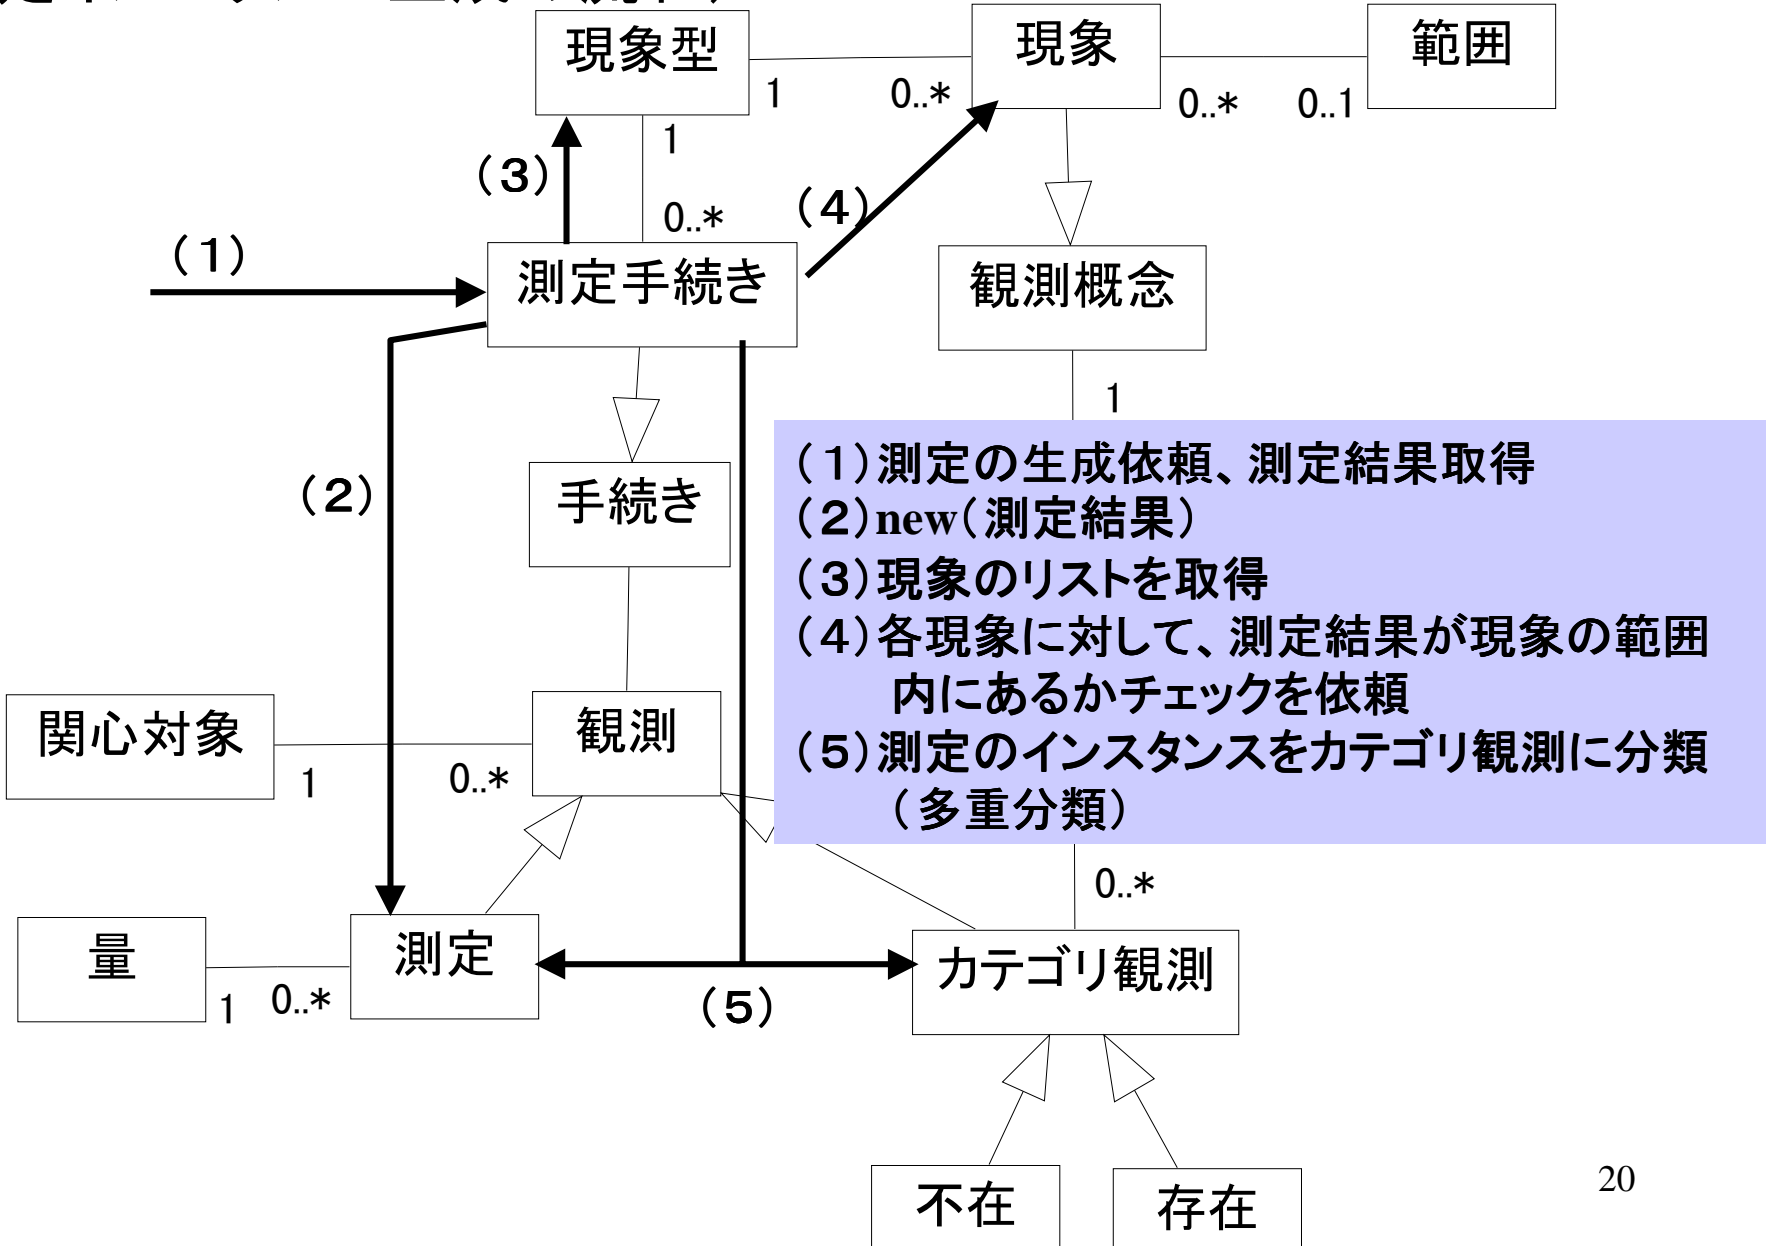 現象型
現象
範囲
1
0..*
0..*
0..1
1
(3)
(4)
0..*
(1)
測定手続き
観測概念
1
(2)
手続き
(1)測定の生成依頼、測定結果取得
(2)new(測定結果)
(3)現象のリストを取得
(4)各現象に対して、測定結果が現象の範囲
内にあるかチェックを依頼
(5)測定のインスタンスをカテゴリ観測に分類
(多重分類)
関心対象
観測
1
0..*
0..*
量
測定
カテゴリ観測
1
0..*
(5)
不在
存在
20